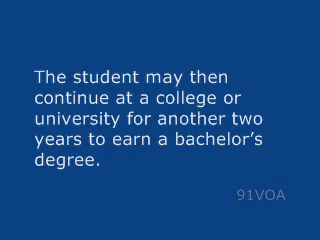 The student may then
continue at a college or
university for another two
years to earn a bachelor’s
degree.
91VOA